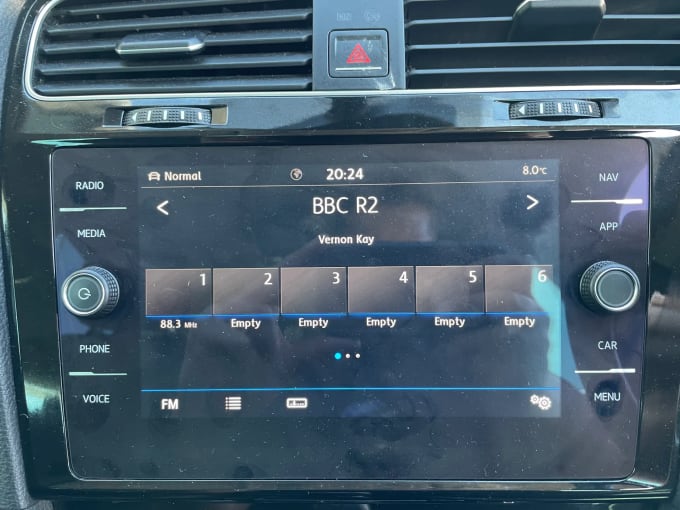 RADIO
MEDIA
PHONE
VOICE
Normal 20:24 8.0°C
< BBC R2 >
Vernon Kay
1 2 3 4 5 6
88.3 MHz Empty Empty Empty Empty Empty
FM
NAV
APP
CAR
MENU